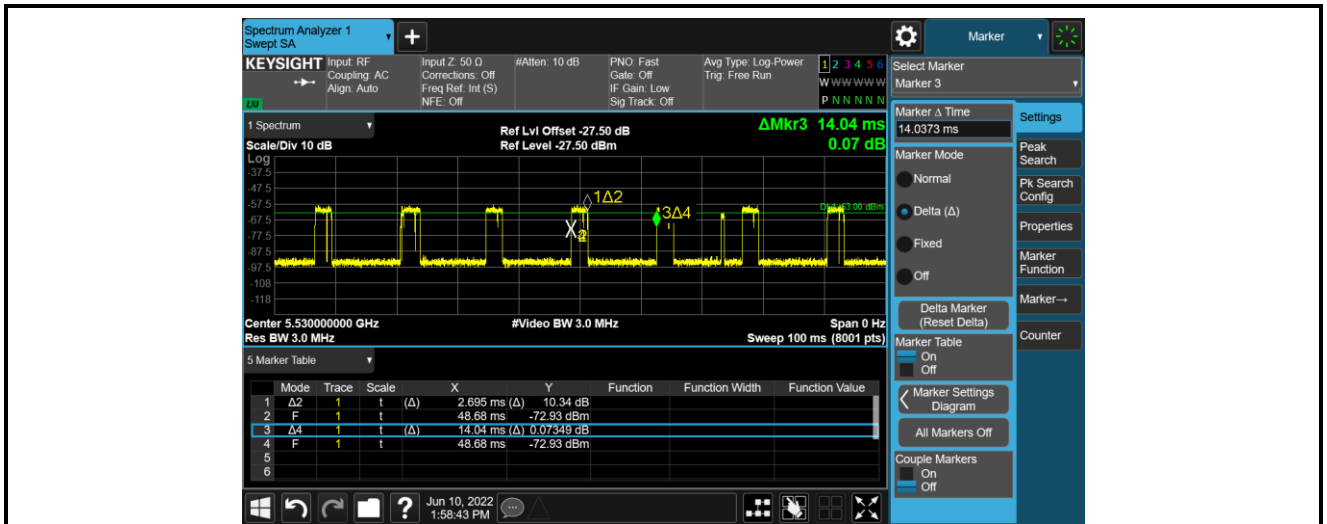 Spectrum Analyzer 1
Swept SA
Marker
KEYSIGHT
Input: RF
Coupling: AC
Align: Auto
Input Z: 50 Ω
Corrections: Off
Freq Ref: Int (S)
NFE: Off
#Atten: 10 dB
PNO: Fast
Gate: Off
IF Gain: Low
Sig Track: Off
Avg Type: Log-Power
Trig: Free Run
1 2 3 4 5 6
W W W W W W
P N N N N N
LXI
Select Marker
Marker 3
1 Spectrum
Ref Lvl Offset -27.50 dB
ΔMkr3 14.04 ms
Scale/Div 10 dB
Ref Level -27.50 dBm
0.07 dB
Log
-37.5
-47.5
-57.5
-67.5
-77.5
-87.5
-97.5
-108
-118
1Δ2
3Δ4
X
Center 5.530000000 GHz
#Video BW 3.0 MHz
Span 0 Hz
Res BW 3.0 MHz
Sweep 100 ms (8001 pts)
5 Marker Table
Mode Trace Scale X Y Function Function Width Function Value
1 Δ2 1 t (Δ) 2.695 ms (Δ) 10.34 dB
2 F 1 t 48.68 ms -72.93 dBm
3 Δ4 1 t (Δ) 14.04 ms (Δ) 0.07349 dB
4 F 1 t 48.68 ms -72.93 dBm
5
6
Jun 10, 2022
1:58:43 PM
Marker Δ Time
14.0373 ms
Marker Mode
Normal
Delta (Δ)
Fixed
Off
Delta Marker
(Reset Delta)
Marker Table
On
Off
Marker Settings
Diagram
All Markers Off
Couple Markers
On
Off
Settings
Peak
Search
Pk Search
Config
Properties
Marker
Function
Marker→
Counter